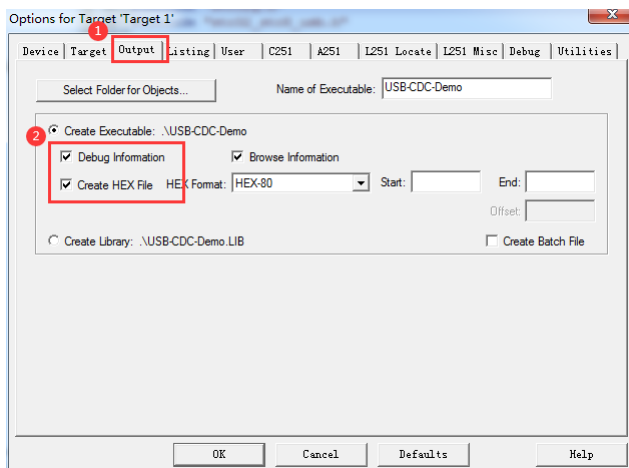 Options for Target 'Target 1'
1
Device Target Output Listing User C251 A251 L251 Locate L251 Misc Debug Utilities
Select Folder for Objects... Name of Executable: USB-CDC-Demo
2
Create Executable: .\USB-CDC-Demo
Debug Information Browse Information
Create HEX File HEX Format: HEX-80 Start: End:
Offset:
Create Library: .\USB-CDC-Demo.LIB Create Batch File
OK Cancel Defaults Help